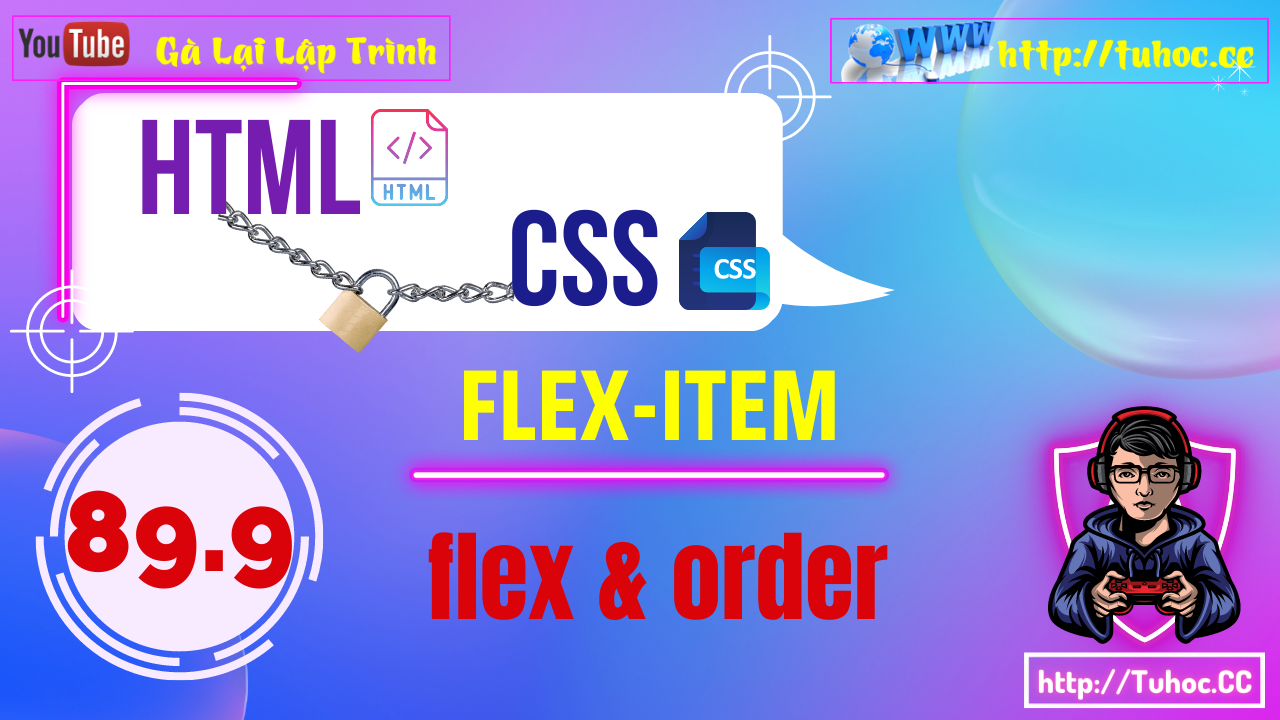 YouTube Gà Lại Lập Trình
WWW http://tuhoc.cc
HTML
</>
HTML
CSS
CSS
FLEX-ITEM
89.9
flex & order
http://Tuhoc.CC